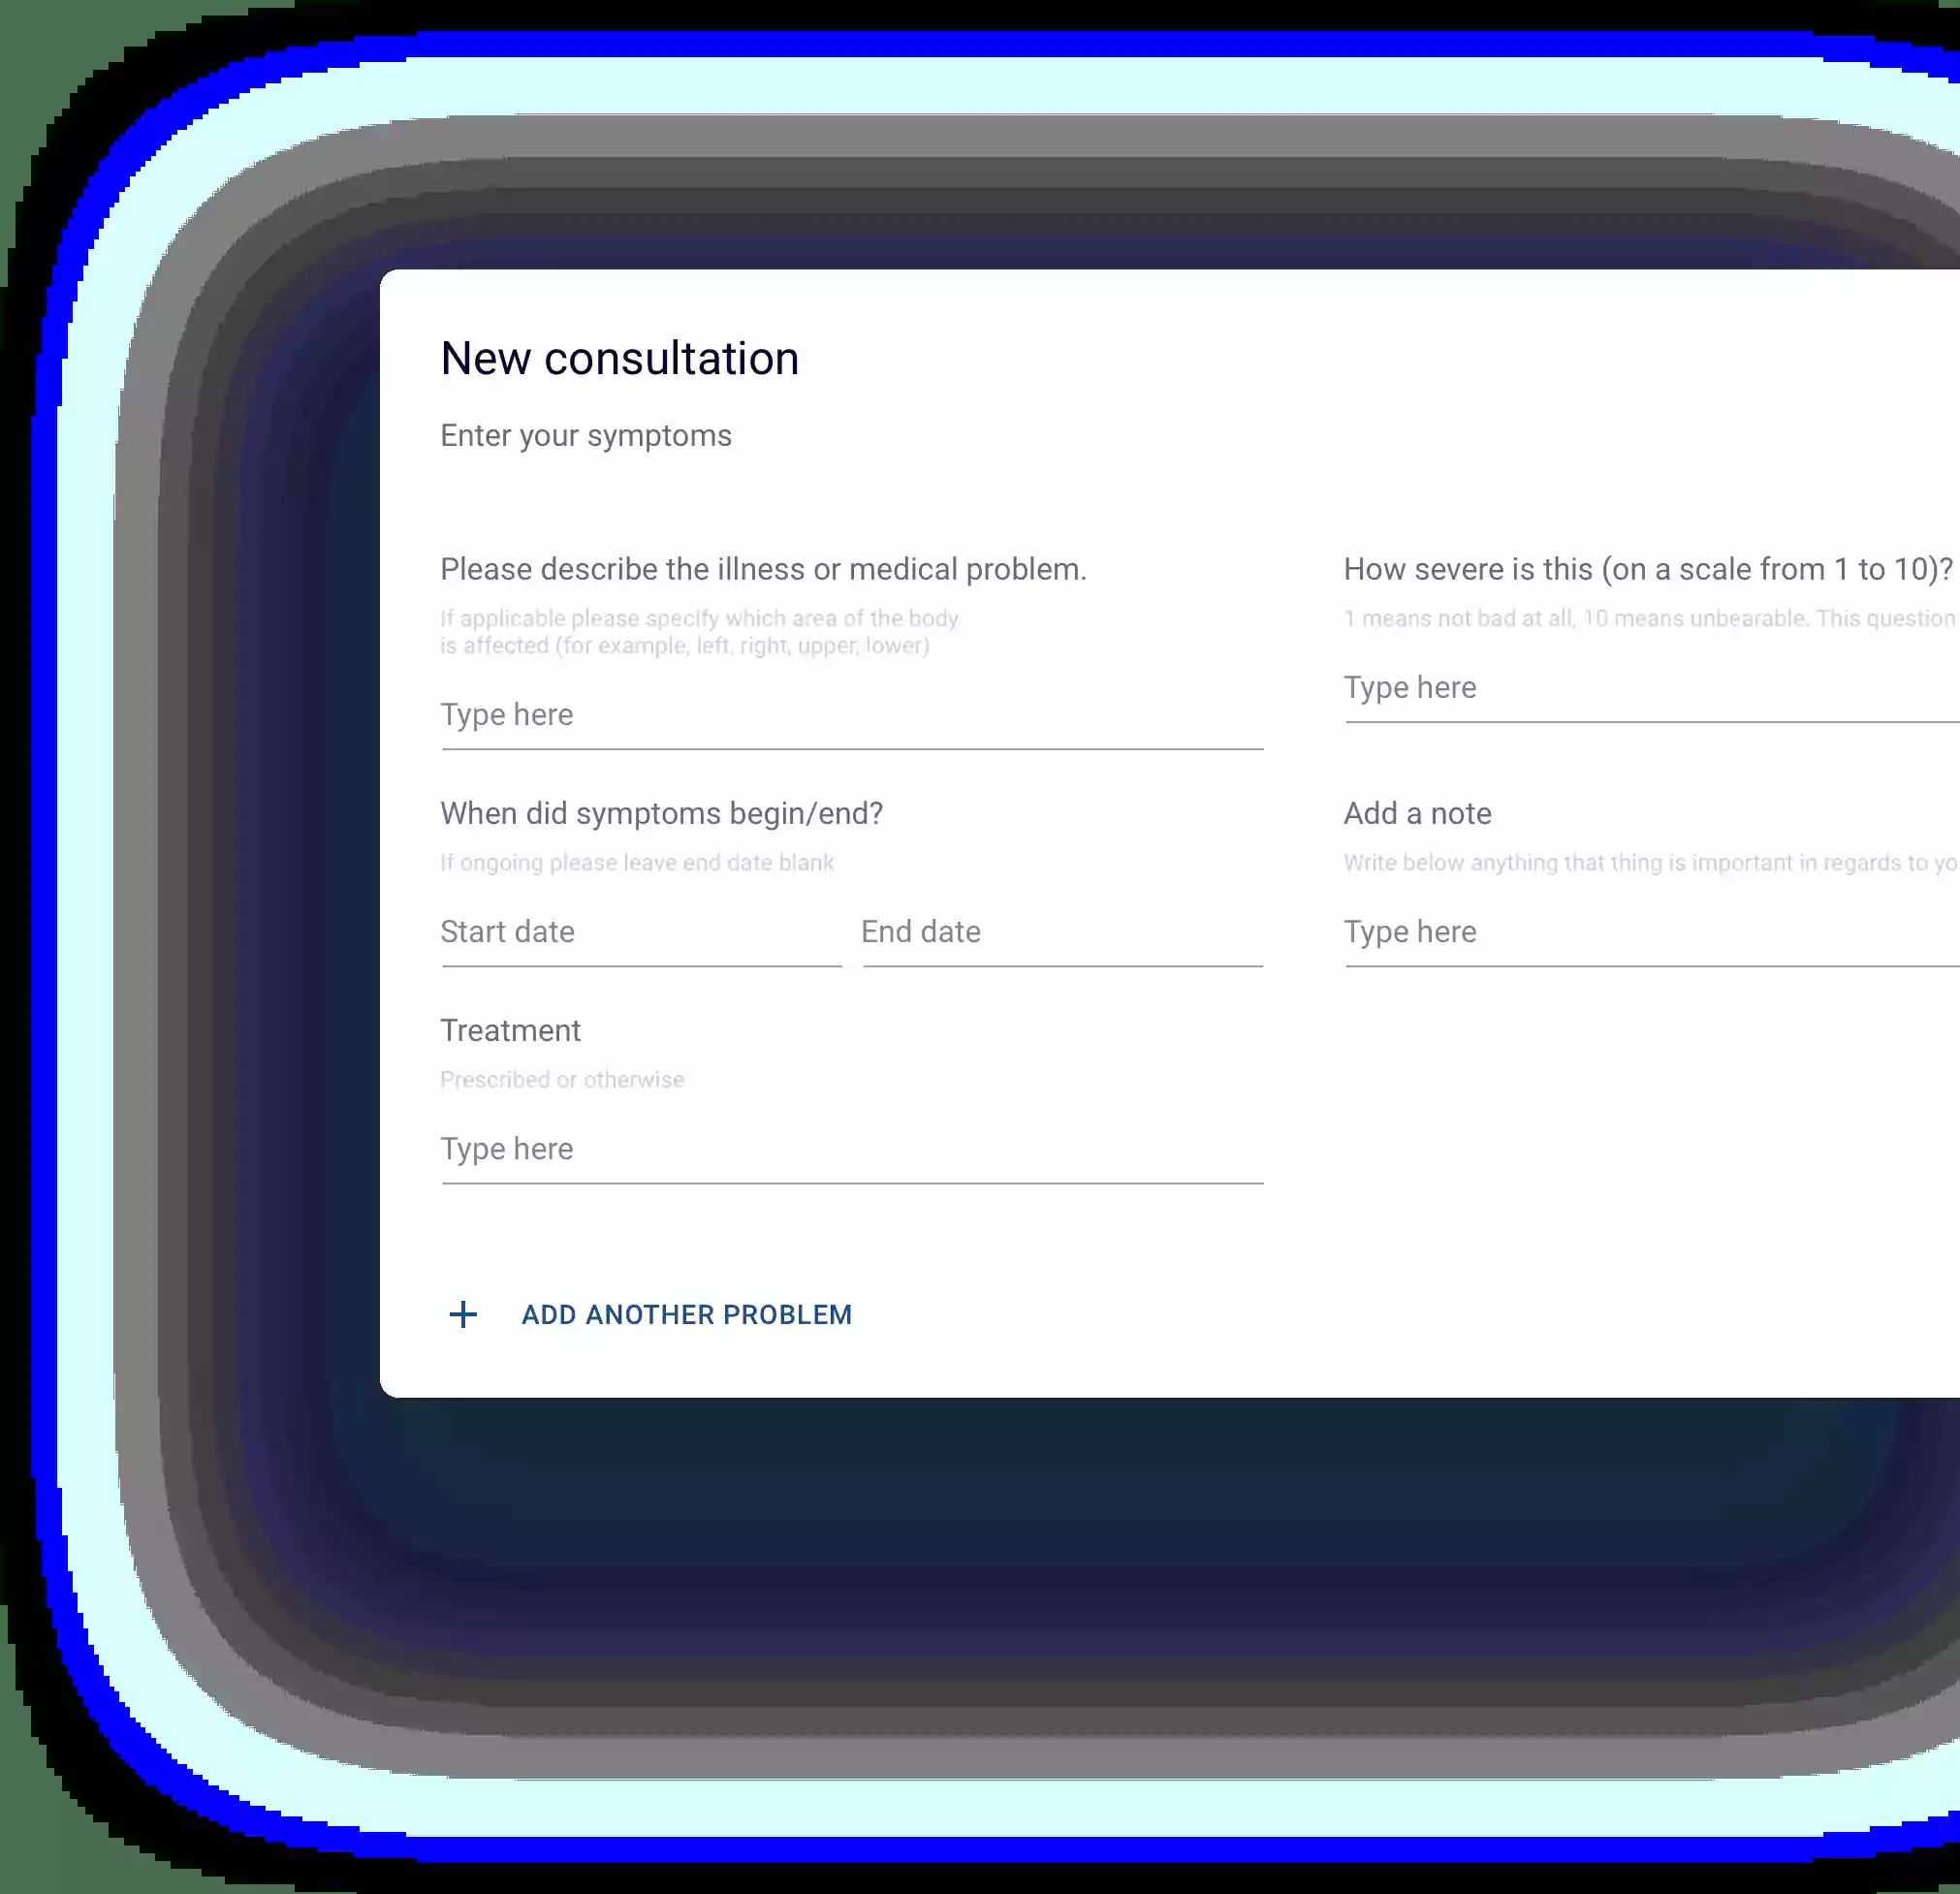 New consultation
Enter your symptoms
Please describe the illness or medical problem.
If applicable please specify which area of the body
is affected (for example, left, right, upper, lower)
Type here
When did symptoms begin/end?
If ongoing please leave end date blank
Start date End date
Treatment
Prescribed or otherwise
Type here
ADD ANOTHER PROBLEM
How severe is this (on a scale from 1 to 10)?
1 means not bad at all, 10 means unbearable. This question
Type here
Add a note
Write below anything that thing is important in regards to yo
Type here